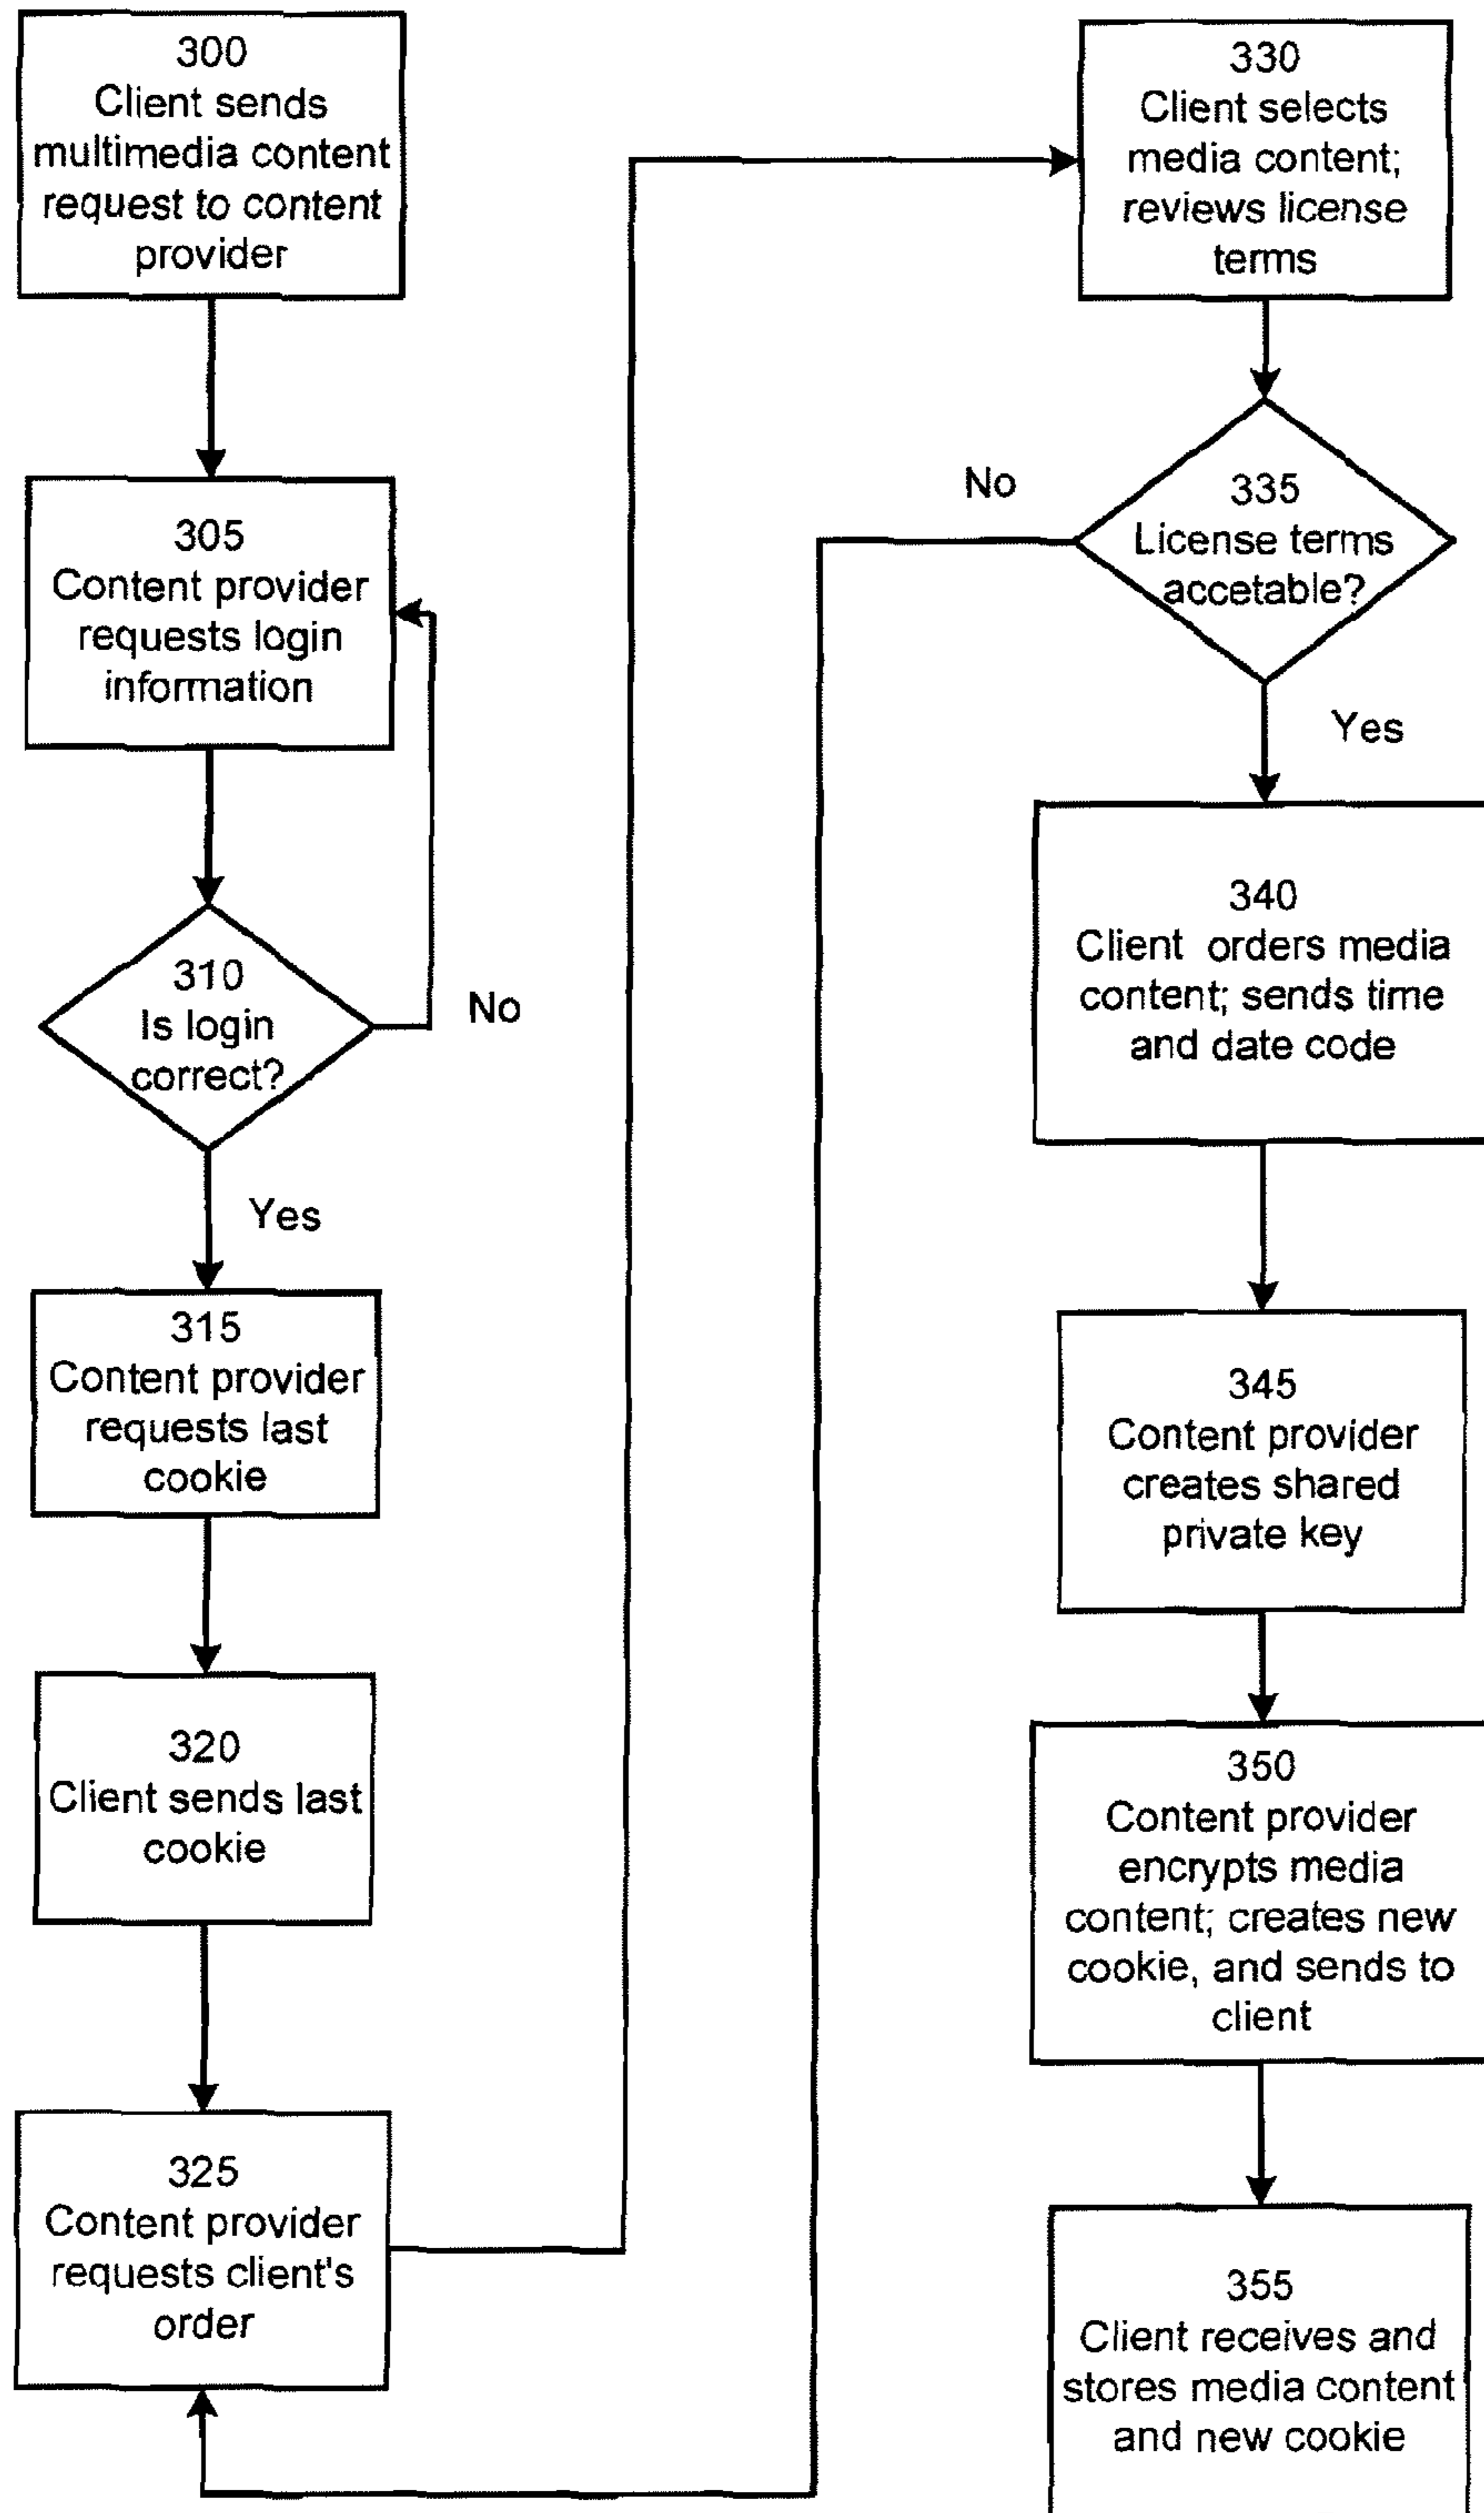 300
Client sends
multimedia content
request to content
provider
305
Content provider
requests login
information
310
Is login
correct?
No
Yes
315
Content provider
requests last
cookie
320
Client sends last
cookie
325
Content provider
requests client's
order
330
Client selects
media content;
reviews license
terms
335
License terms
accetable?
No
Yes
340
Client orders media
content; sends time
and date code
345
Content provider
creates shared
private key
350
Content provider
encrypts media
content; creates new
cookie, and sends to
client
355
Client receives and
stores media content
and new cookie